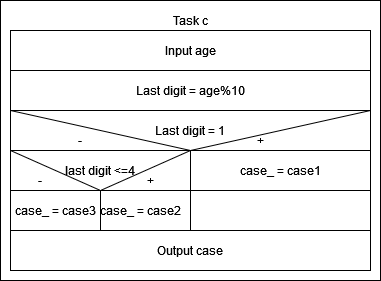 Task c
Input age
Last digit = age%10
Last digit = 1
- +
last digit <=4
- +
case_ = case1
case_ = case3
case_ = case2
Output case